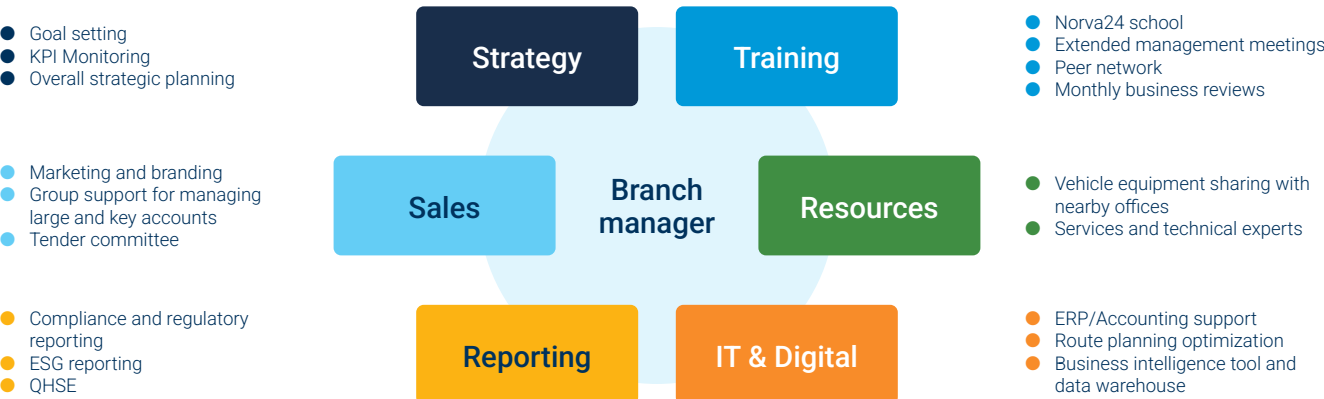 Goal setting
KPI Monitoring
Overall strategic planning
Strategy
Training
Norva24 school
Extended management meetings
Peer network
Monthly business reviews
Marketing and branding
Group support for managing
large and key accounts
Tender committee
Sales
Branch
manager
Resources
Vehicle equipment sharing with
nearby offices
Services and technical experts
Compliance and regulatory
reporting
ESG reporting
QHSE
Reporting
IT & Digital
ERP/Accounting support
Route planning optimization
Business intelligence tool and
data warehouse